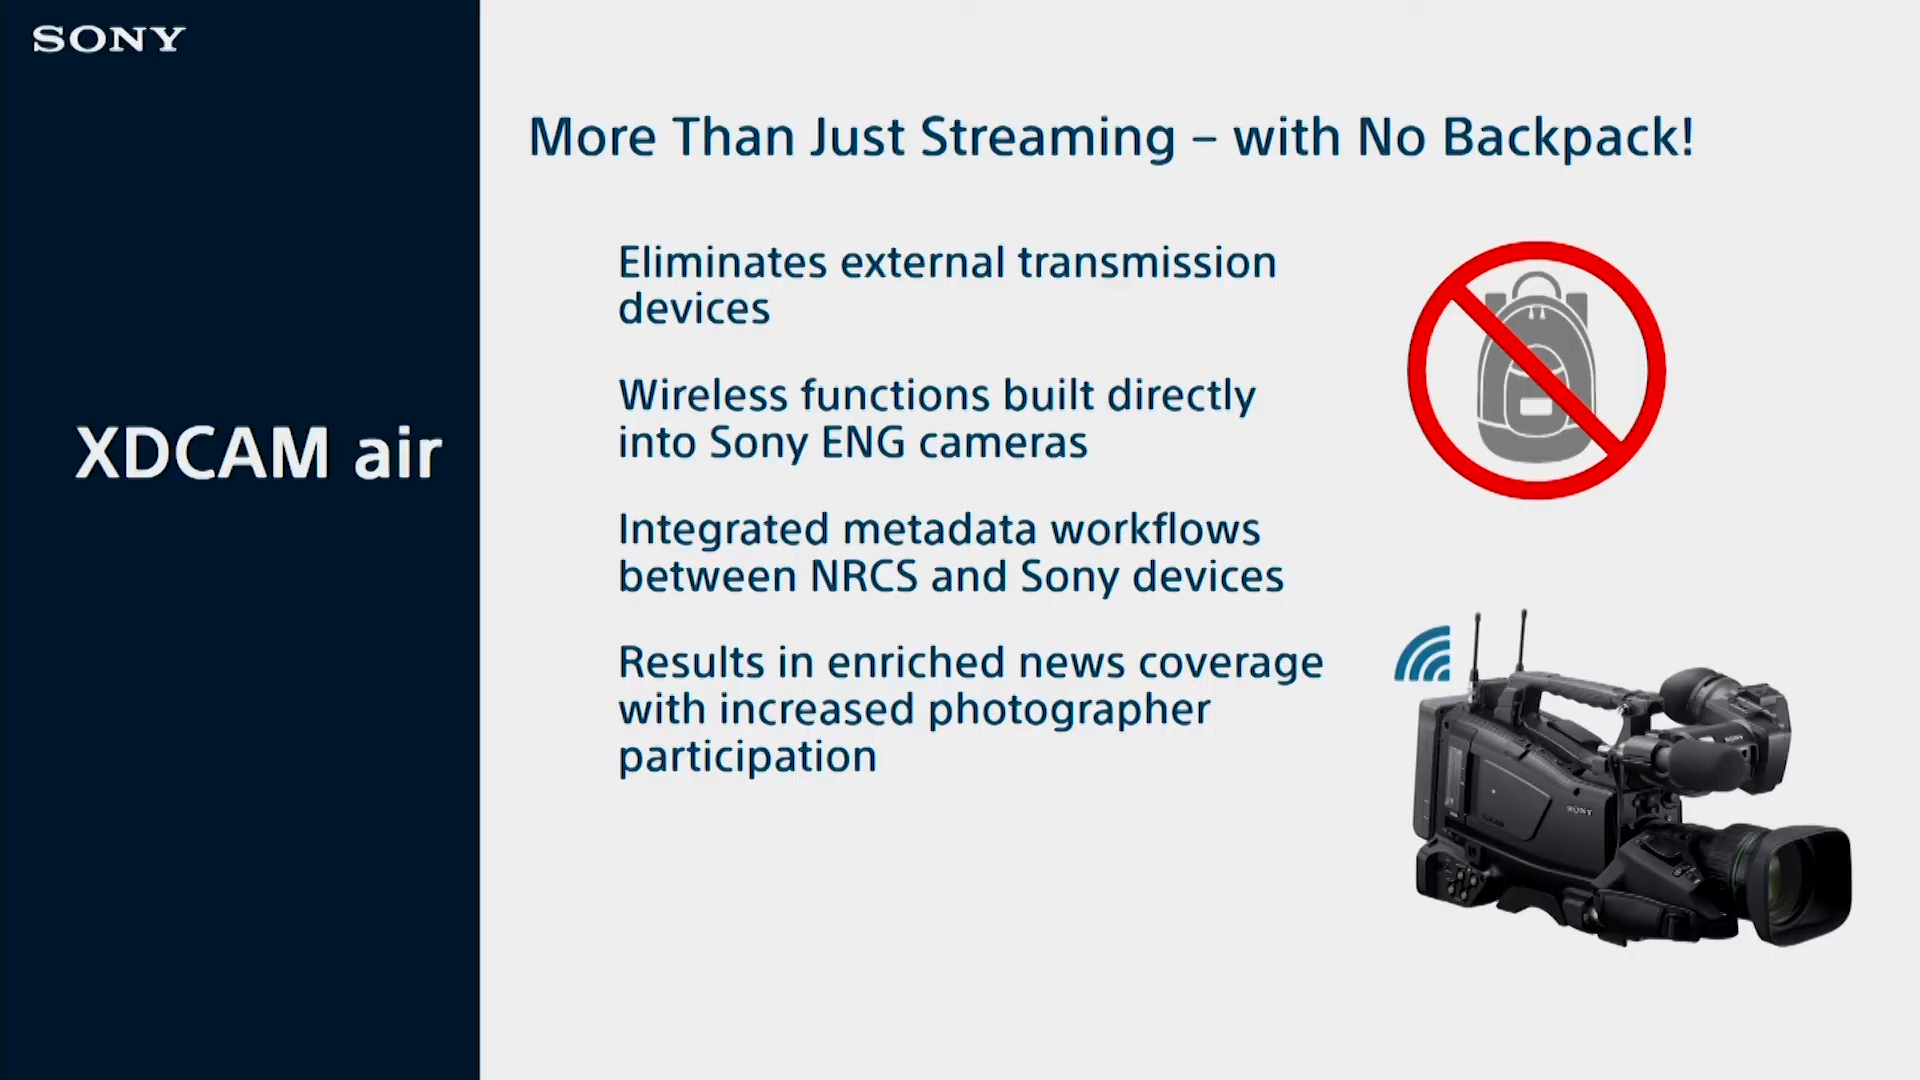 SONY
XDCAM air
More Than Just Streaming – with No Backpack!
Eliminates external transmission
devices
Wireless functions built directly
into Sony ENG cameras
Integrated metadata workflows
between NRCS and Sony devices
Results in enriched news coverage
with increased photographer
participation
SONY
SONY